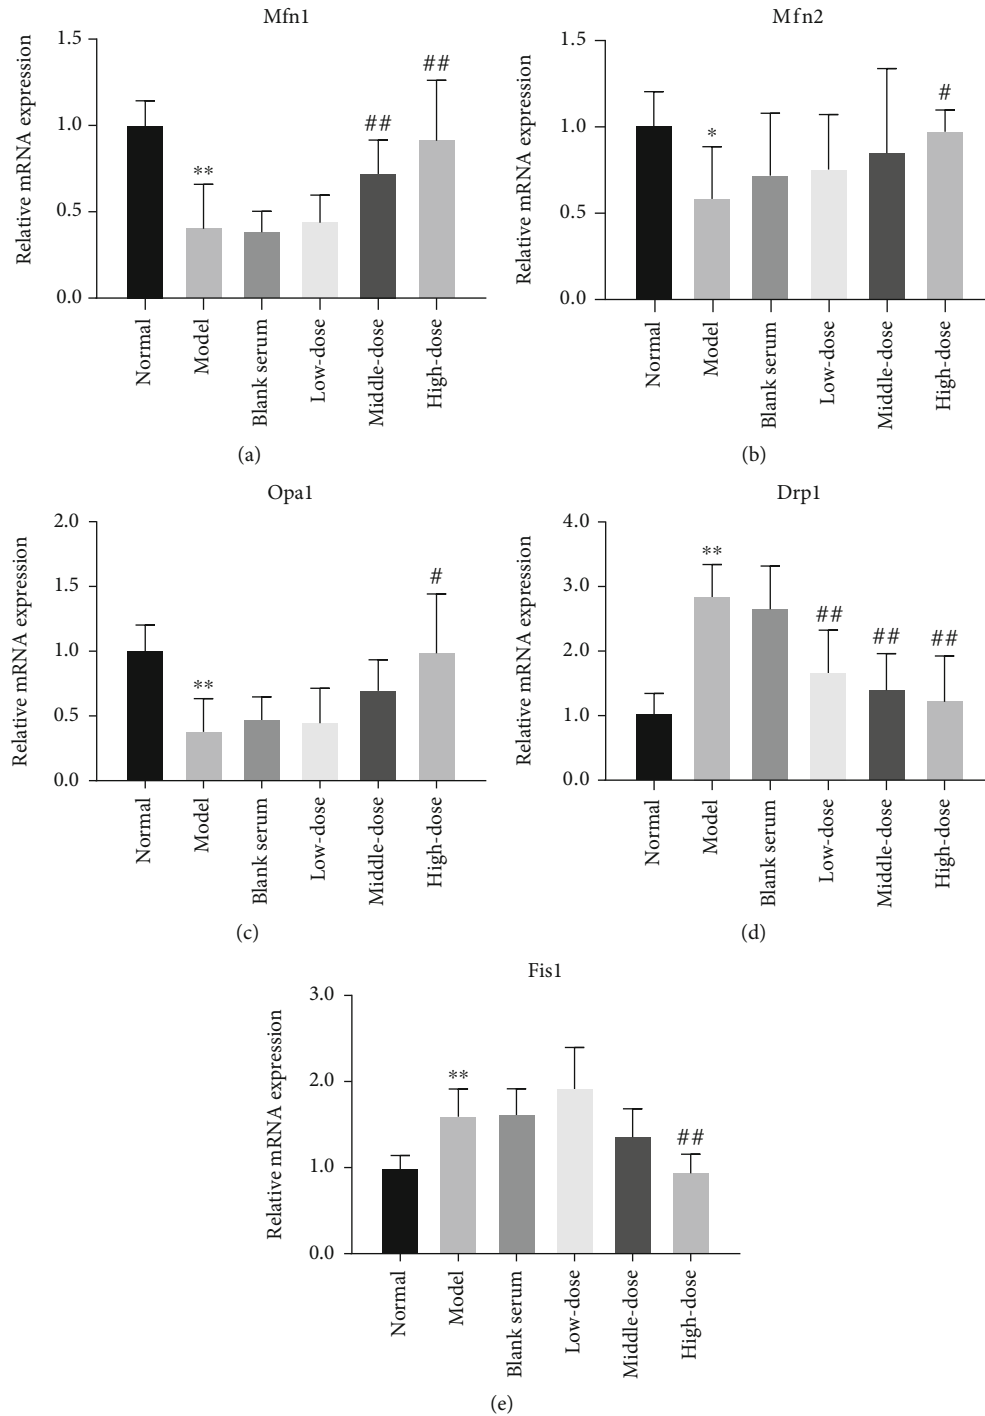 Mfn1
Relative mRNA expression
1.5
1.0
0.5
0.0
**
##
##
Normal
Model
Blank serum
Low-dose
Middle-dose
High-dose
(a)
Mfn2
Relative mRNA expression
1.5
1.0
0.5
0.0
*
#
Normal
Model
Blank serum
Low-dose
Middle-dose
High-dose
(b)
Opa1
Relative mRNA expression
2.0
1.5
1.0
0.5
0.0
**
#
Normal
Model
Blank serum
Low-dose
Middle-dose
High-dose
(c)
Drp1
Relative mRNA expression
4.0
3.0
2.0
1.0
0.0
**
##
##
##
Normal
Model
Blank serum
Low-dose
Middle-dose
High-dose
(d)
Fis1
Relative mRNA expression
3.0
2.0
1.0
0.0
**
##
Normal
Model
Blank serum
Low-dose
Middle-dose
High-dose
(e)